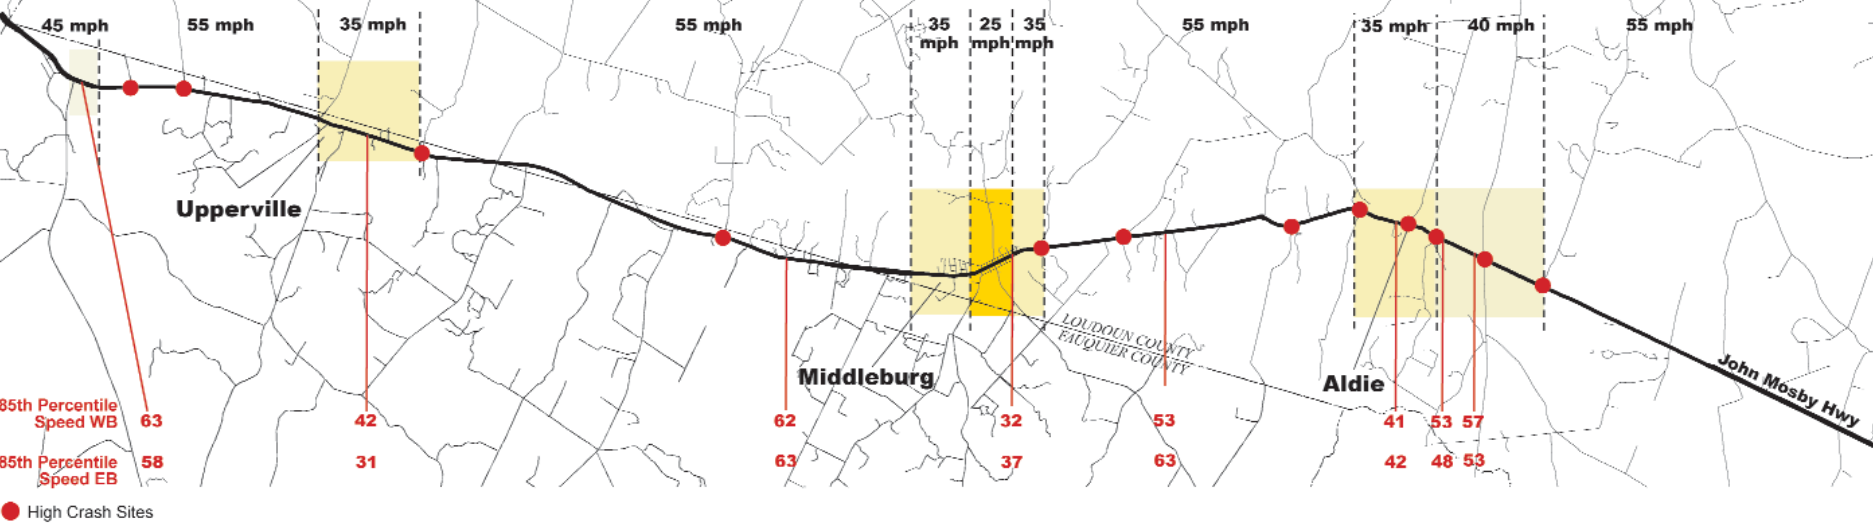 45 mph
55 mph
35 mph
55 mph
35
mph
25
mph
35
mph
55 mph
35 mph
40 mph
55 mph
Upperville
Middleburg
LOUDOUN COUNTY
FAUQUIER COUNTY
Aldie
John Mosby Hwy
85th Percentile
Speed WB
63
42
62
32
53
41
53
57
85th Percentile
Speed EB
58
31
63
37
63
42
48
53
High Crash Sites